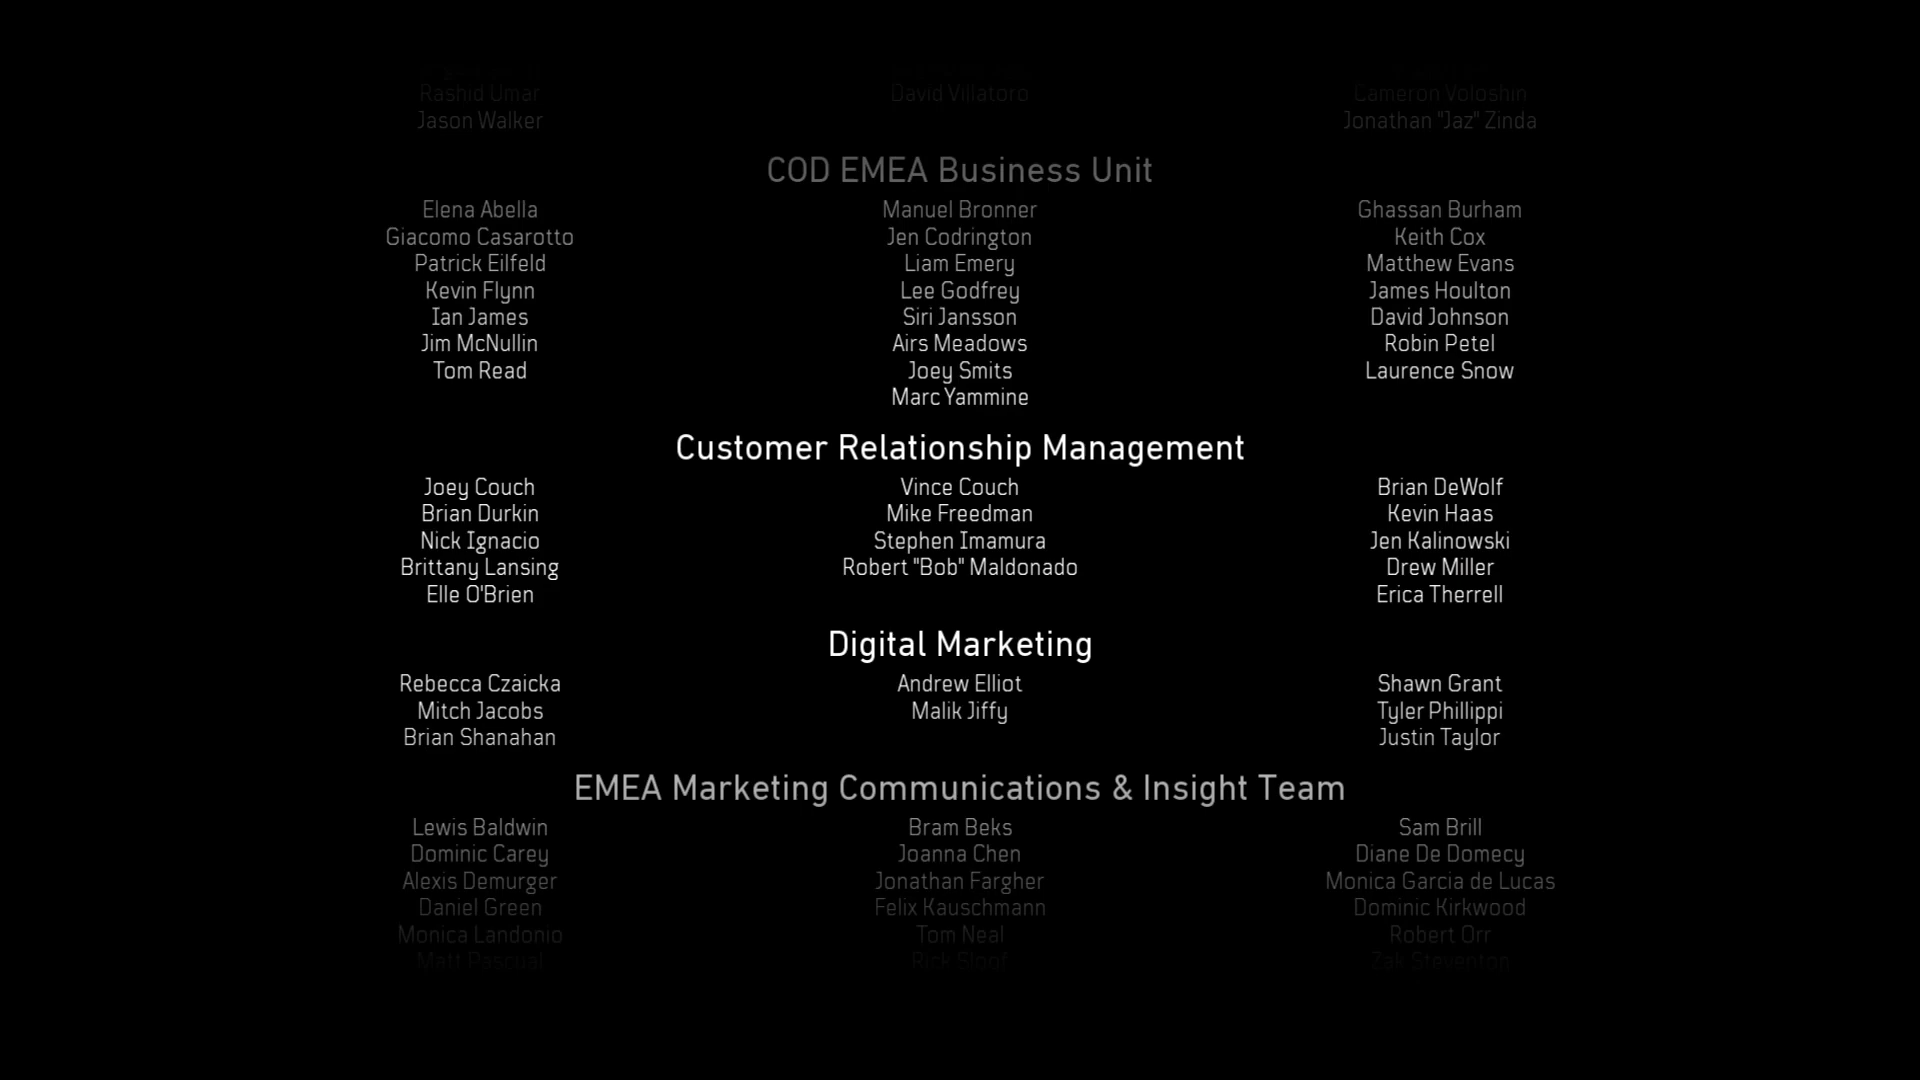 Rashid Umar David Villatoro Cameron Voloshin
Jason Walker Jonathan "Jaz" Zinda
COD EMEA Business Unit
Elena Abella Manuel Bronner Ghassan Burham
Giacomo Casarotto Jen Codrington Keith Cox
Patrick Eilfeld Liam Emery Matthew Evans
Kevin Flynn Lee Godfrey James Houlton
Ian James Siri Jansson David Johnson
Jim McNullin Airs Meadows Robin Petel
Tom Read Joey Smits Laurence Snow
Marc Yammine
Customer Relationship Management
Joey Couch Vince Couch Brian DeWolf
Brian Durkin Mike Freedman Kevin Haas
Nick Ignacio Stephen Imamura Jen Kalinowski
Brittany Lansing Robert "Bob" Maldonado Drew Miller
Elle O'Brien Erica Therrell
Digital Marketing
Rebecca Czaicka Andrew Elliot Shawn Grant
Mitch Jacobs Malik Jiffy Tyler Phillippi
Brian Shanahan Justin Taylor
EMEA Marketing Communications & Insight Team
Lewis Baldwin Bram Beks Sam Brill
Dominic Carey Joanna Chen Diane De Domecy
Alexis Demurger Jonathan Fargher Monica Garcia de Lucas
Daniel Green Felix Kauschmann Dominic Kirkwood
Monica Landonio Tom Neal Robert Orr
Matt Pascual Rick Sloof Zak Steventon